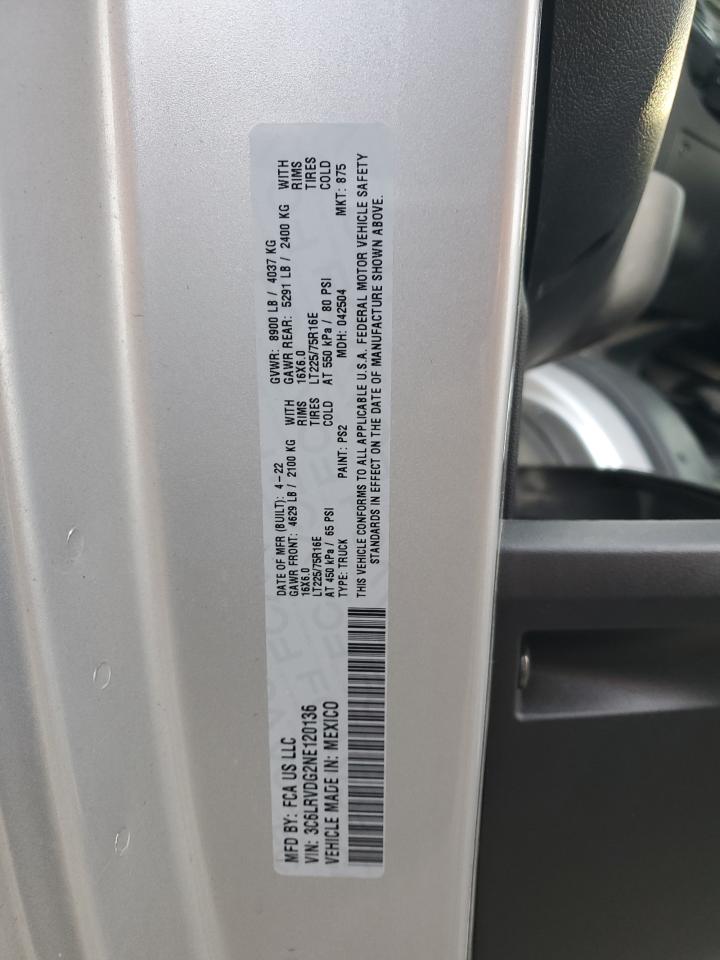 MFD BY: FCA US LLC
VIN: 3C6LRVDG2NE120136
VEHICLE MADE IN: MEXICO
DATE OF MFR (BUILT): 4-22
GAWR FRONT: 4629 LB / 2100 KG WITH
16X6.0 RIMS
LT225/75R16E TIRES
AT 450 kPa / 65 PSI COLD
TYPE: TRUCK PAINT: PS2
GVWR: 8900 LB / 4037 KG
GAWR REAR: 5291 LB / 2400 KG WITH
16X6.0 RIMS
LT225/75R16E TIRES
AT 550 kPa / 80 PSI COLD
MDH: 042504 MKT: 875
THIS VEHICLE CONFORMS TO ALL APPLICABLE U.S.A. FEDERAL MOTOR VEHICLE SAFETY
STANDARDS IN EFFECT ON THE DATE OF MANUFACTURE SHOWN ABOVE.